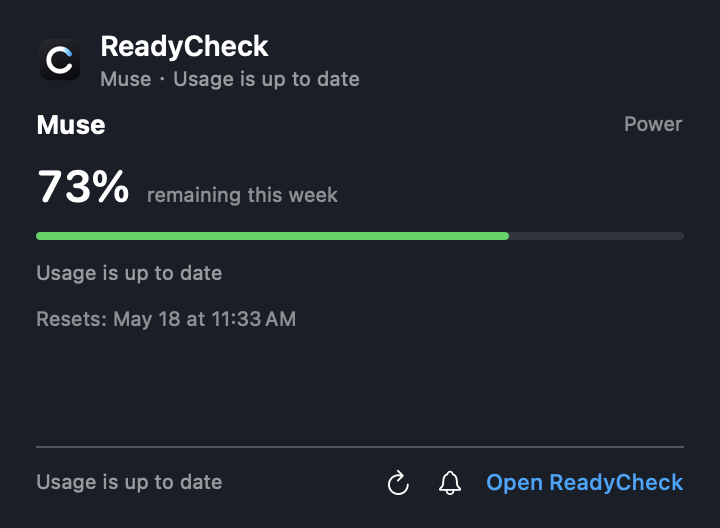 ReadyCheck
Muse · Usage is up to date
Muse
Power
73% remaining this week
Usage is up to date
Resets: May 18 at 11:33 AM
Usage is up to date
Open ReadyCheck